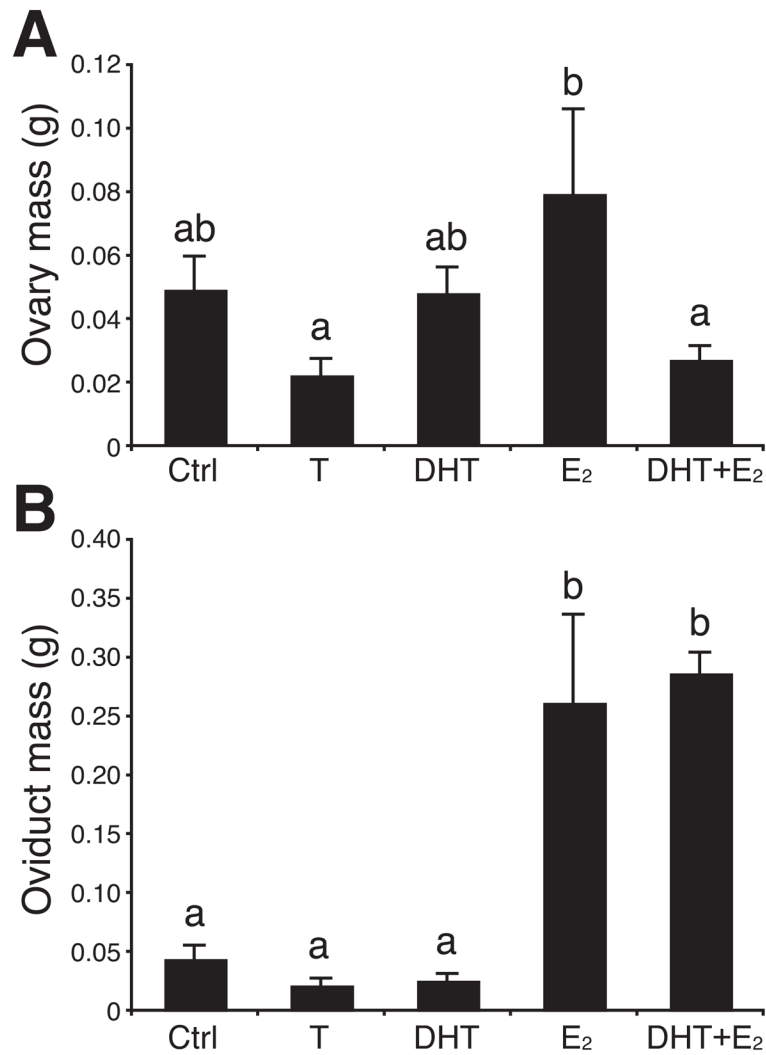 A
Ovary mass (g)
0.12
0.10
0.08
0.06
0.04
0.02
0
ab
a
ab
b
a
Ctrl T DHT E₂ DHT+E₂
B
Oviduct mass (g)
0.40
0.35
0.30
0.25
0.20
0.15
0.10
0.05
0
a
a
a
b
b
Ctrl T DHT E₂ DHT+E₂